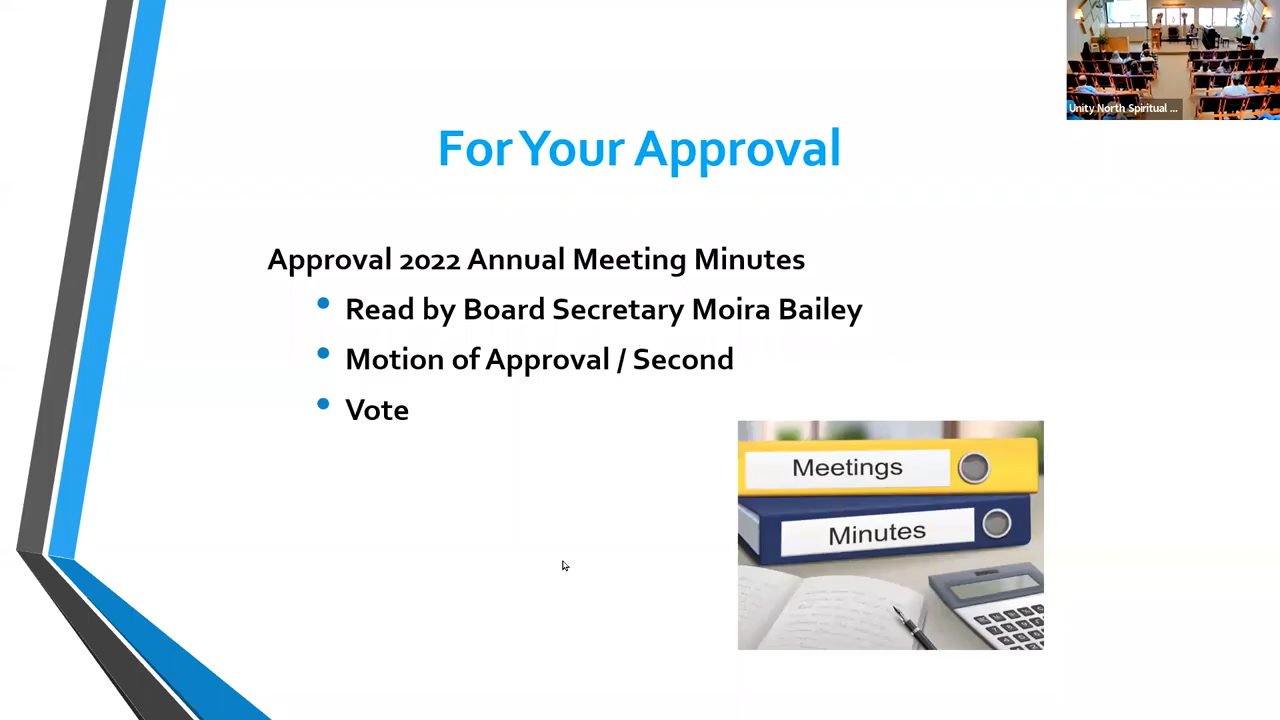 Unity North Spiritual ...
For Your Approval
Approval 2022 Annual Meeting Minutes
Read by Board Secretary Moira Bailey
Motion of Approval / Second
Vote
Meetings
Minutes